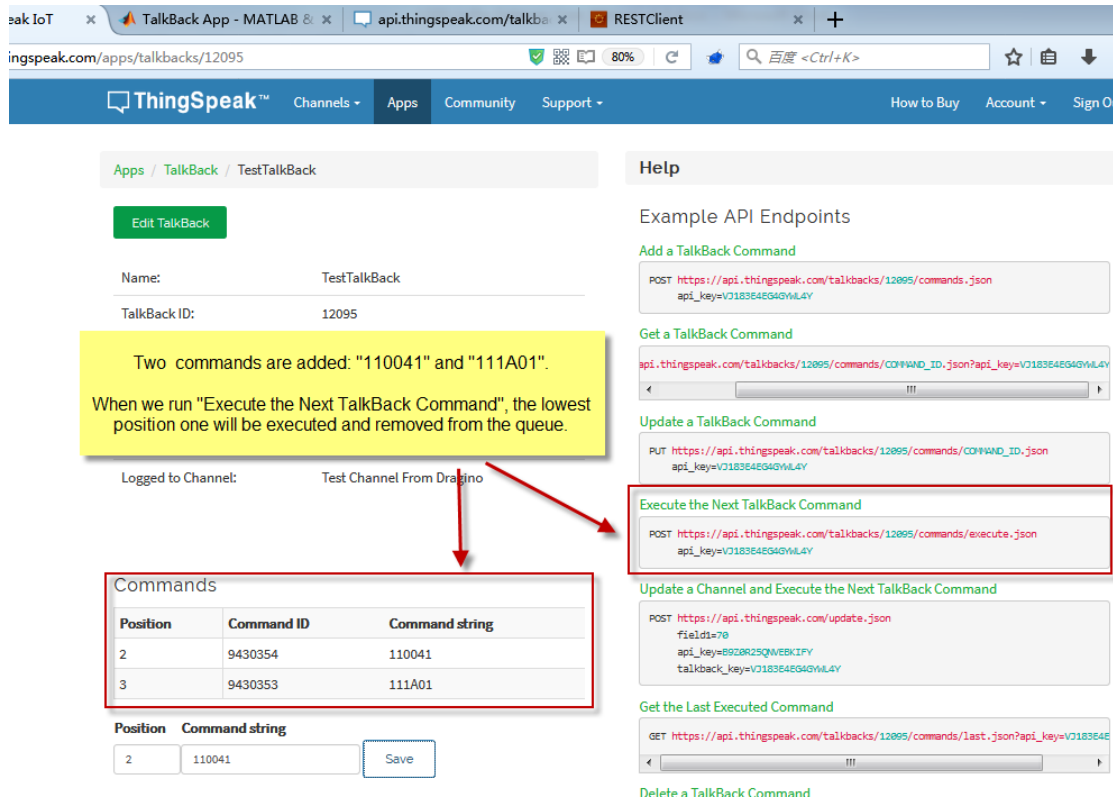 eak IoT
TalkBack App - MATLAB &
api.thingspeak.com/talkba
RESTClient
ingspeak.com/apps/talkbacks/12095
80%
百度 <Ctrl+K>
ThingSpeak™
Channels
Apps
Community
Support
How to Buy
Account
Sign O
Apps / TalkBack / TestTalkBack
Edit TalkBack
Name: TestTalkBack
TalkBack ID: 12095
Two commands are added: "110041" and "111A01".
When we run "Execute the Next TalkBack Command", the lowest
position one will be executed and removed from the queue.
Logged to Channel: Test Channel From Dragino
Commands
Position Command ID Command string
2 9430354 110041
3 9430353 111A01
Position Command string
2 110041 Save
Help
Example API Endpoints
Add a TalkBack Command
POST https://api.thingspeak.com/talkbacks/12095/commands.json
api_key=VJ183E4EG4GYWL4Y
Get a TalkBack Command
api.thingspeak.com/talkbacks/12095/commands/COMMAND_ID.json?api_key=VJ183E4EG4GYWL4Y
Update a TalkBack Command
PUT https://api.thingspeak.com/talkbacks/12095/commands/COMMAND_ID.json
api_key=VJ183E4EG4GYWL4Y
Execute the Next TalkBack Command
POST https://api.thingspeak.com/talkbacks/12095/commands/execute.json
api_key=VJ183E4EG4GYWL4Y
Update a Channel and Execute the Next TalkBack Command
POST https://api.thingspeak.com/update.json
field1=70
api_key=B9Z0R25QNVEBKIFY
talkback_key=VJ183E4EG4GYWL4Y
Get the Last Executed Command
GET https://api.thingspeak.com/talkbacks/12095/commands/last.json?api_key=VJ183E4E
Delete a TalkBack Command